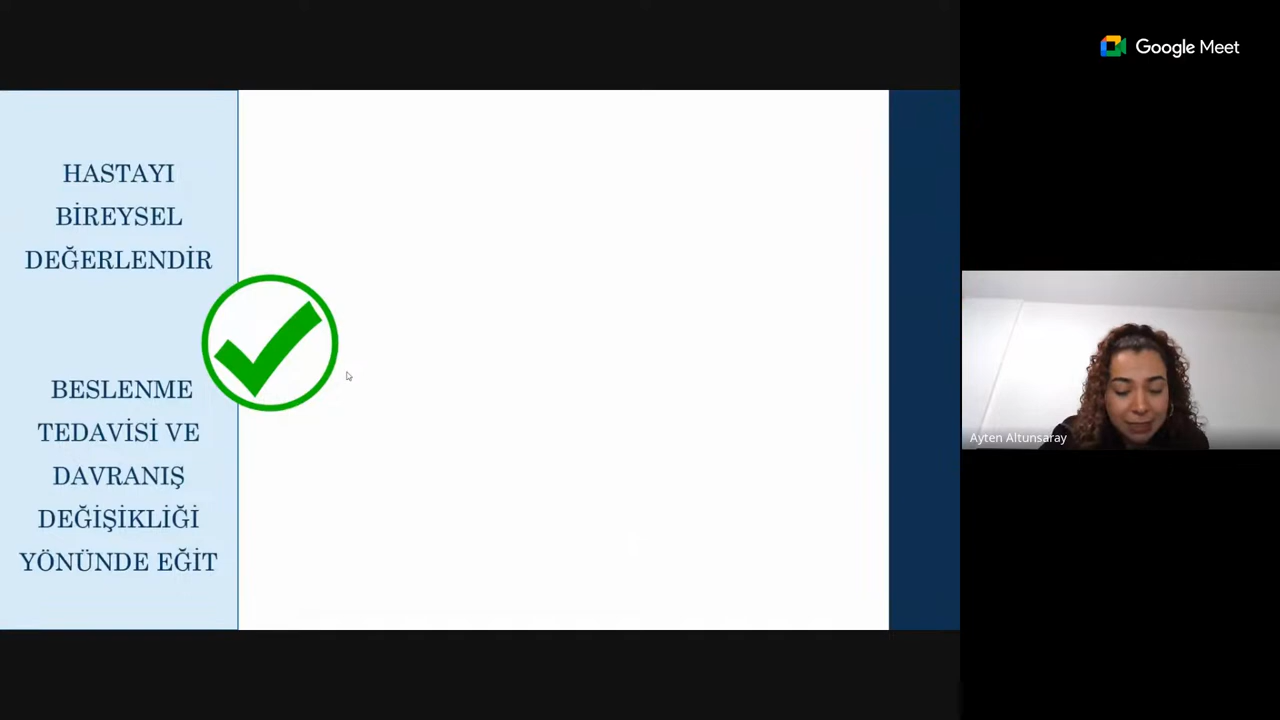 HASTAYI
BİREYSEL
DEĞERLENDİR
BESLENME
TEDAVİSİ VE
DAVRANIŞ
DEĞİŞİKLİĞİ
YÖNÜNDE EĞİT
Google Meet
Ayten Altunsaray